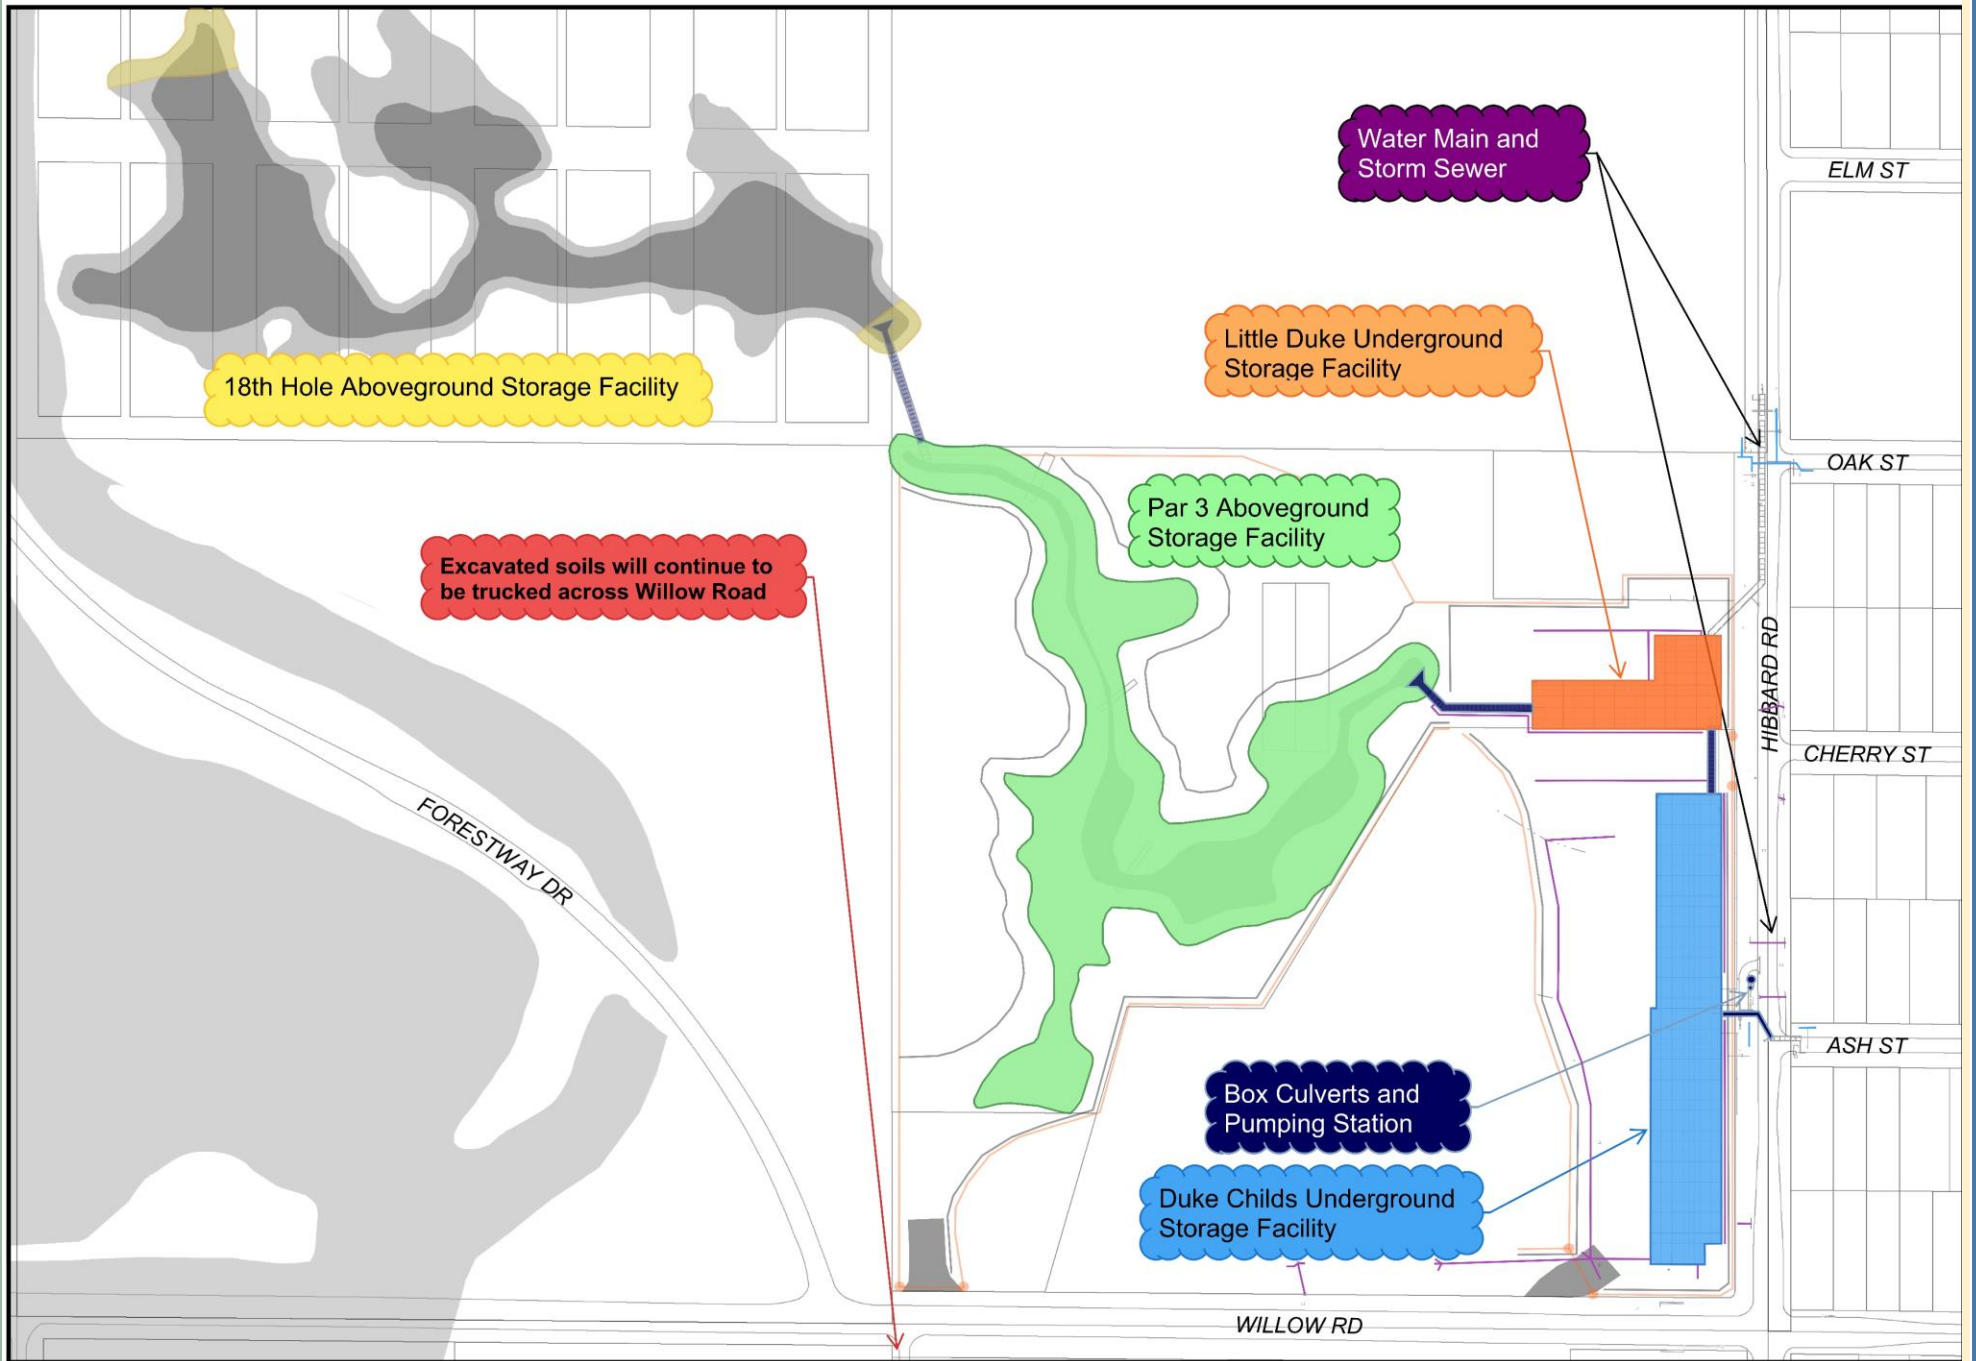 Water Main and
Storm Sewer
ELM ST
Little Duke Underground
Storage Facility
18th Hole Aboveground Storage Facility
OAK ST
Par 3 Aboveground
Storage Facility
Excavated soils will continue to
be trucked across Willow Road
HIBBARD RD
CHERRY ST
FORESTWAY DR
ASH ST
Box Culverts and
Pumping Station
Duke Childs Underground
Storage Facility
WILLOW RD